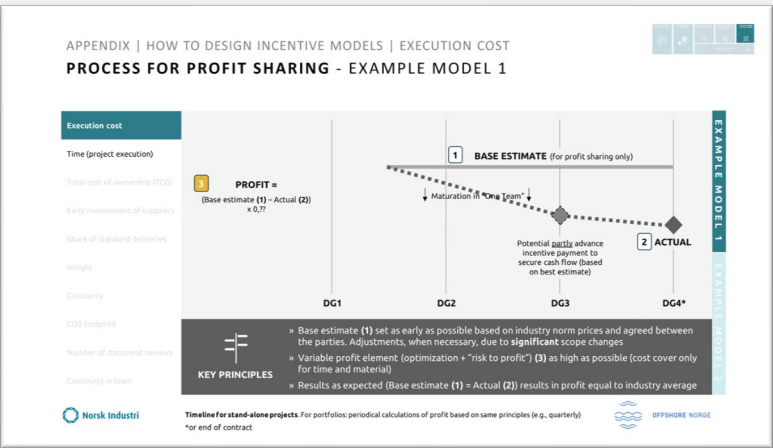 APPENDIX | HOW TO DESIGN INCENTIVE MODELS | EXECUTION COST
PROCESS FOR PROFIT SHARING - EXAMPLE MODEL 1
Execution cost
Time (project execution)
Total cost of ownership (TCO)
Early involvement of suppliers
Share of standard deliveries
Weight
Circularity
CO2 footprint
Number of document reviews
Continuity in team
3
PROFIT =
(Base estimate (1) – Actual (2))
x 0,??
1
BASE ESTIMATE (for profit sharing only)
Maturation in "One Team"
Potential partly advance
incentive payment to
secure cash flow (based
on best estimate)
2
ACTUAL
DG1
DG2
DG3
DG4*
EXAMPLE MODEL 1
EXAMPLE MODEL 2
KEY PRINCIPLES
» Base estimate (1) set as early as possible based on industry norm prices and agreed between
the parties. Adjustments, when necessary, due to significant scope changes
» Variable profit element (optimization + "risk to profit") (3) as high as possible (cost cover only
for time and material)
» Results as expected (Base estimate (1) = Actual (2)) results in profit equal to industry average
Norsk Industri
Timeline for stand-alone projects. For portfolios: periodical calculations of profit based on same principles (e.g., quarterly)
*or end of contract
OFFSHORE NORGE